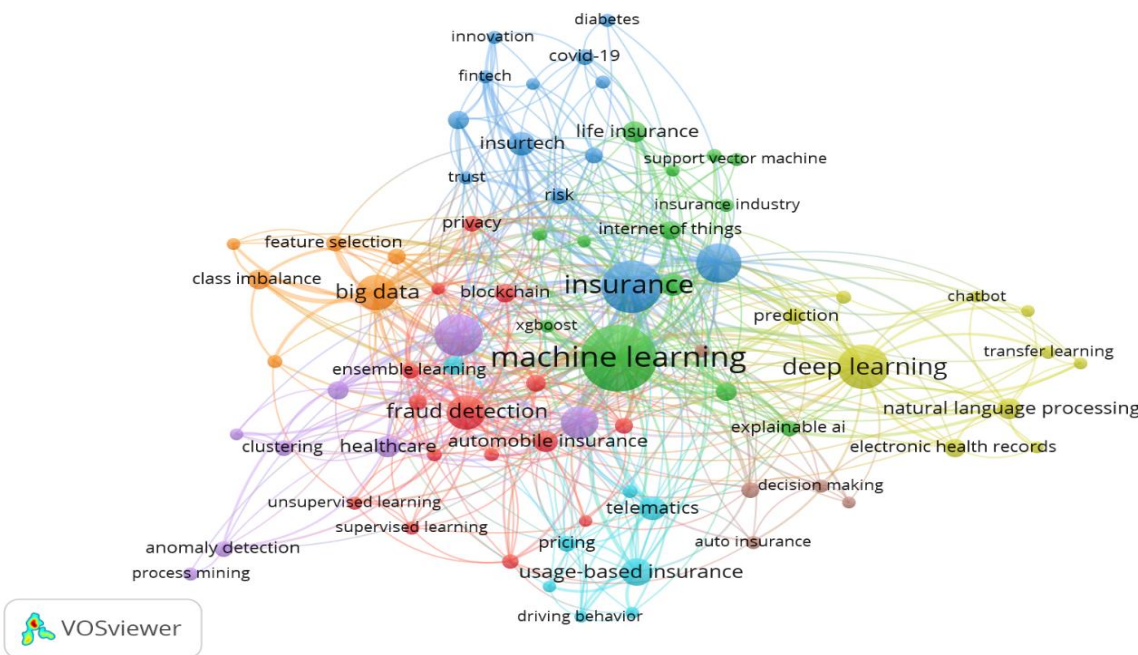 diabetes
innovation
covid-19
fintech
life insurance
insurtech
support vector machine
trust
risk
insurance industry
privacy
internet of things
feature selection
class imbalance
big data
blockchain
insurance
chatbot
prediction
xgboost
machine learning
transfer learning
ensemble learning
deep learning
fraud detection
natural language processing
explainable ai
clustering
healthcare
automobile insurance
electronic health records
decision making
unsupervised learning
telematics
supervised learning
anomaly detection
pricing
auto insurance
process mining
usage-based insurance
driving behavior
VOSviewer